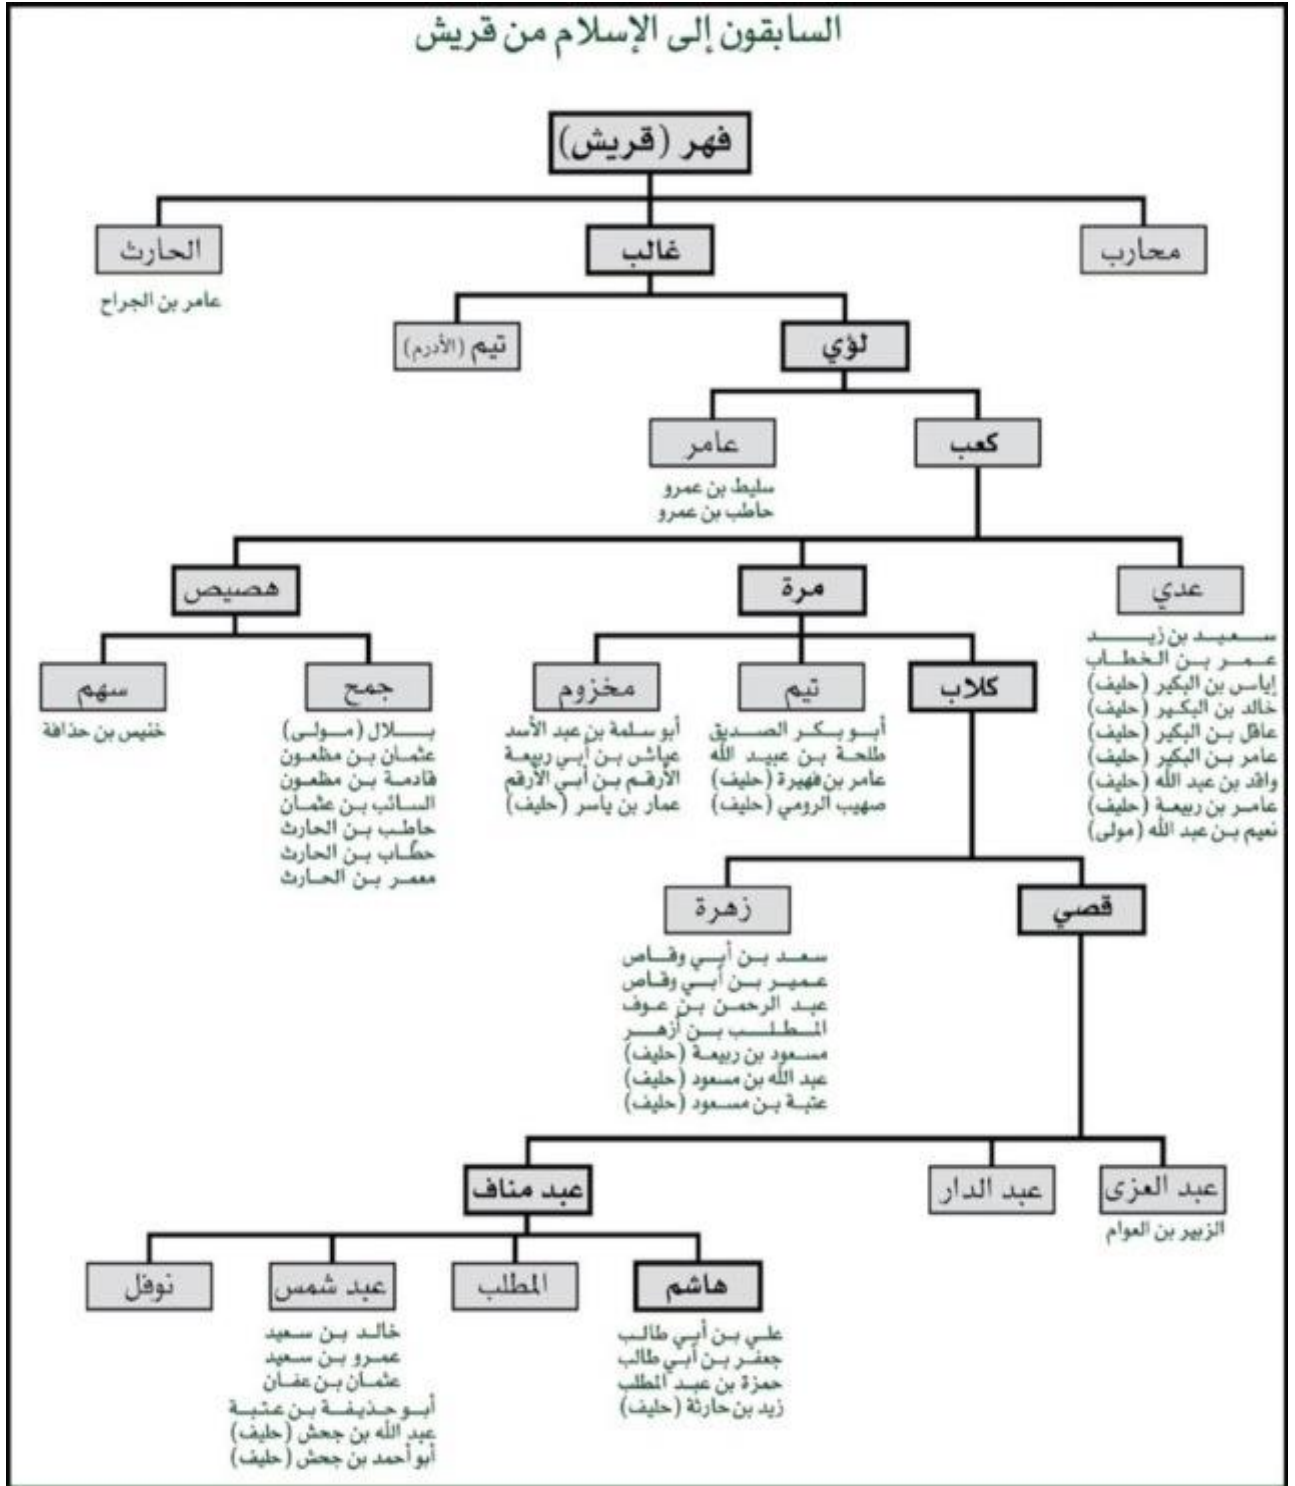 السابقون إلى الإسلام من قريش
فهر (قريش)
محارب
غالب
الحارث
عامر بن الجراح
لؤي
تيم (الأدرم)
كعب
عامر
سليط بن عمرو
حاطب بن عمرو
عدي
سعيد بن زيد
عمر بن الخطاب
إياس بن البكير (حليف)
خالد بن البكير (حليف)
عاقل بن البكير (حليف)
عامر بن البكير (حليف)
واقد بن عبد الله (حليف)
عامر بن ربيعة (حليف)
نعيم بن عبد الله (مولى)
مرة
هصيص
كلاب
تيم
أبو بكر الصديق
طلحة بن عبيد الله
عامر بن فهيرة (حليف)
صهيب الرومي (حليف)
مخزوم
أبو سلمة بن عبد الأسد
عياش بن أبي ربيعة
الأرقم بن أبي الأرقم
عمار بن ياسر (حليف)
جمح
بلال (مولى)
عثمان بن مظعون
قادمة بن مظعون
السائب بن عثمان
حاطب بن الحارث
حطّاب بن الحارث
معمر بن الحارث
سهم
خنيس بن حذافة
قصي
زهرة
سعد بن أبي وقاص
عمير بن أبي وقاص
عبد الرحمن بن عوف
المطلب بن أزهر
مسعود بن ربيعة (حليف)
عبد الله بن مسعود (حليف)
عتبة بن مسعود (حليف)
عبد العزى
الزبير بن العوام
عبد الدار
عبد مناف
هاشم
علي بن أبي طالب
جعفر بن أبي طالب
حمزة بن عبد المطلب
زيد بن حارثة (حليف)
المطلب
عبد شمس
خالد بن سعيد
عمرو بن سعيد
عثمان بن عفان
أبو حذيفة بن عتبة
عبد الله بن جحش (حليف)
أبو أحمد بن جحش (حليف)
نوفل